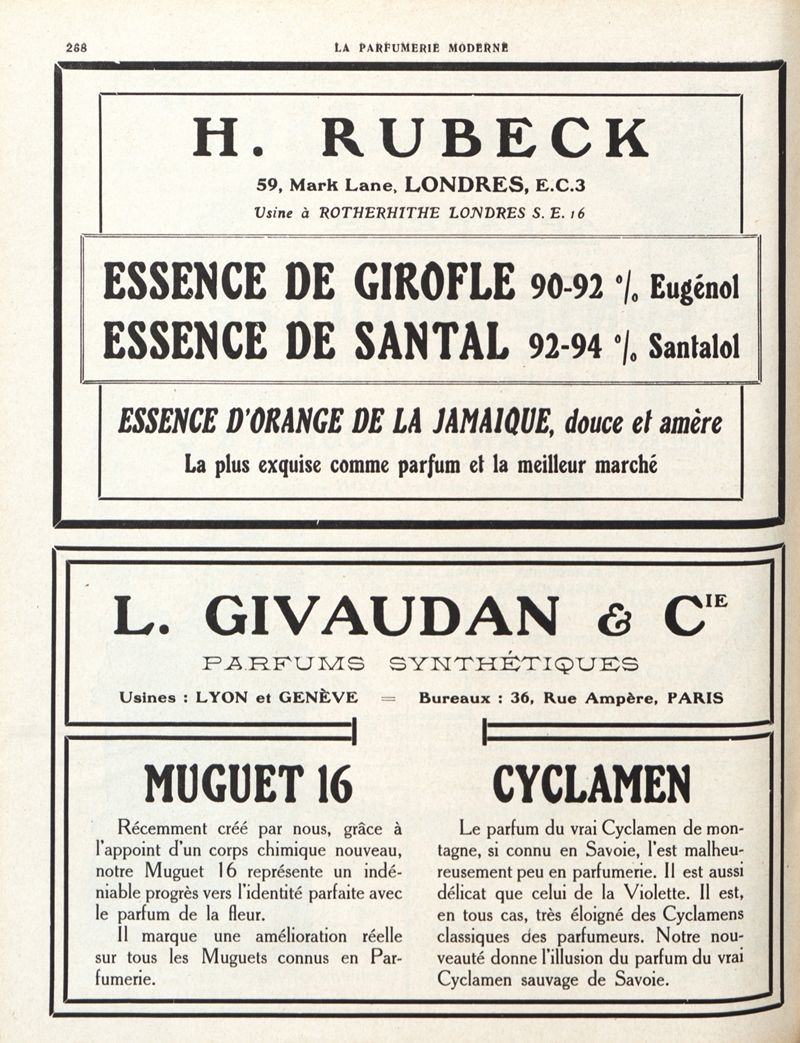 268
LA PARFUMERIE MODERNE
H. RUBECK
59, Mark Lane, LONDRES, E.C.3
Usine à ROTHERHITHE LONDRES S. E. 16
ESSENCE DE GIROFLE 90-92 % Eugénol
ESSENCE DE SANTAL 92-94 % Santalol
ESSENCE D'ORANGE DE LA JAMAIQUE, douce et amère
La plus exquise comme parfum et la meilleur marché
L. GIVAUDAN & CIE
PARFUMS SYNTHÉTIQUES
Usines : LYON et GENÈVE = Bureaux : 36, Rue Ampère, PARIS
MUGUET 16
Récemment créé par nous, grâce à
l'appoint d'un corps chimique nouveau,
notre Muguet 16 représente un indé-
niable progrès vers l'identité parfaite avec
le parfum de la fleur.
Il marque une amélioration réelle
sur tous les Muguets connus en Par-
fumerie.
CYCLAMEN
Le parfum du vrai Cyclamen de mon-
tagne, si connu en Savoie, l'est malheu-
reusement peu en parfumerie. Il est aussi
délicat que celui de la Violette. Il est,
en tous cas, très éloigné des Cyclamens
classiques des parfumeurs. Notre nou-
veauté donne l'illusion du parfum du vrai
Cyclamen sauvage de Savoie.